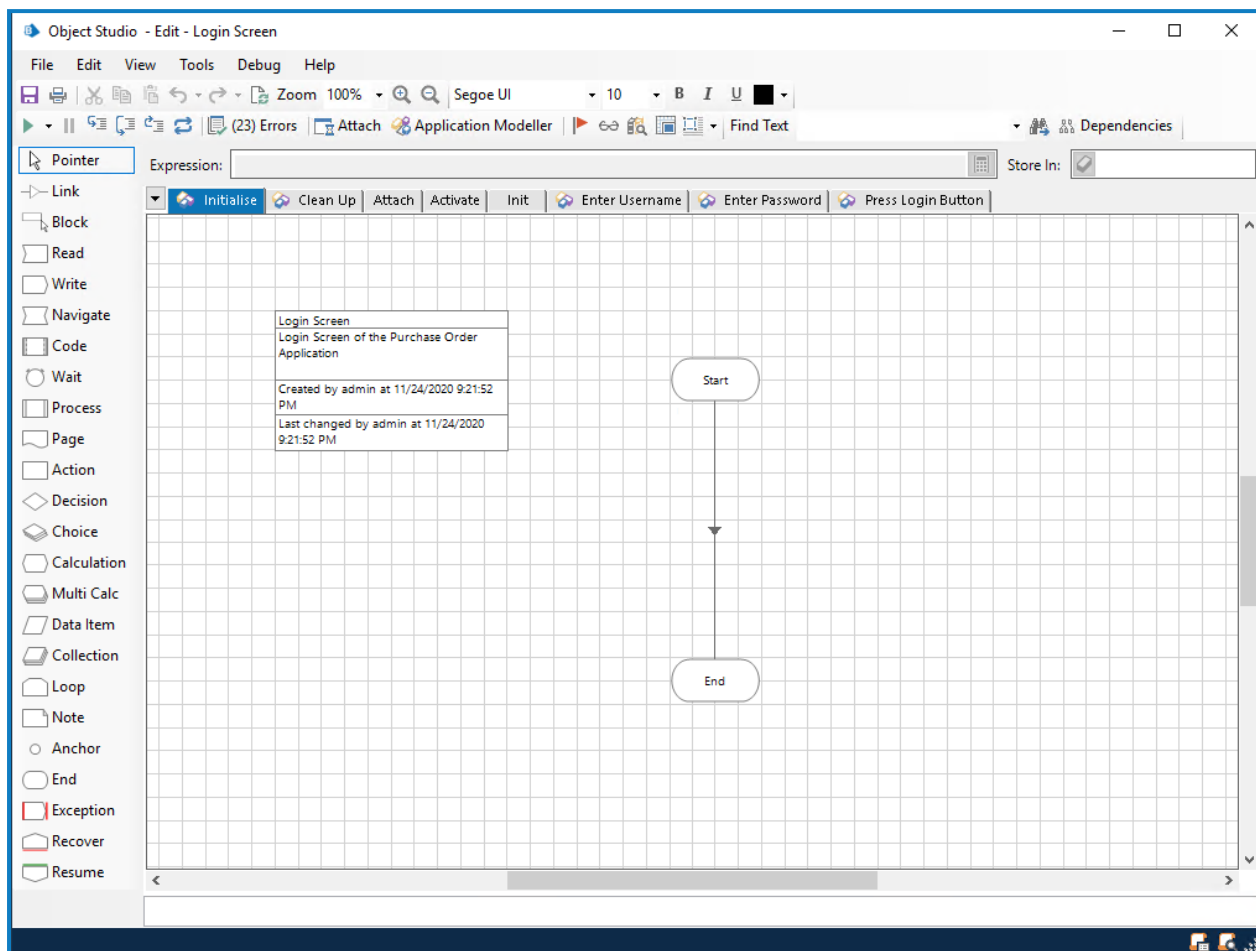 Object Studio - Edit - Login Screen
File Edit View Tools Debug Help
Zoom 100% Segoe UI 10 B I U
(23) Errors Attach Application Modeller Find Text Dependencies
Pointer
Expression: Store In:
Link
Initialise Clean Up Attach Activate Init Enter Username Enter Password Press Login Button
Block
Read
Write
Navigate
Code
Wait
Process
Page
Action
Decision
Choice
Calculation
Multi Calc
Data Item
Collection
Loop
Note
Anchor
End
Exception
Recover
Resume
Login Screen
Login Screen of the Purchase Order
Application
Created by admin at 11/24/2020 9:21:52
PM
Last changed by admin at 11/24/2020
9:21:52 PM
Start
End